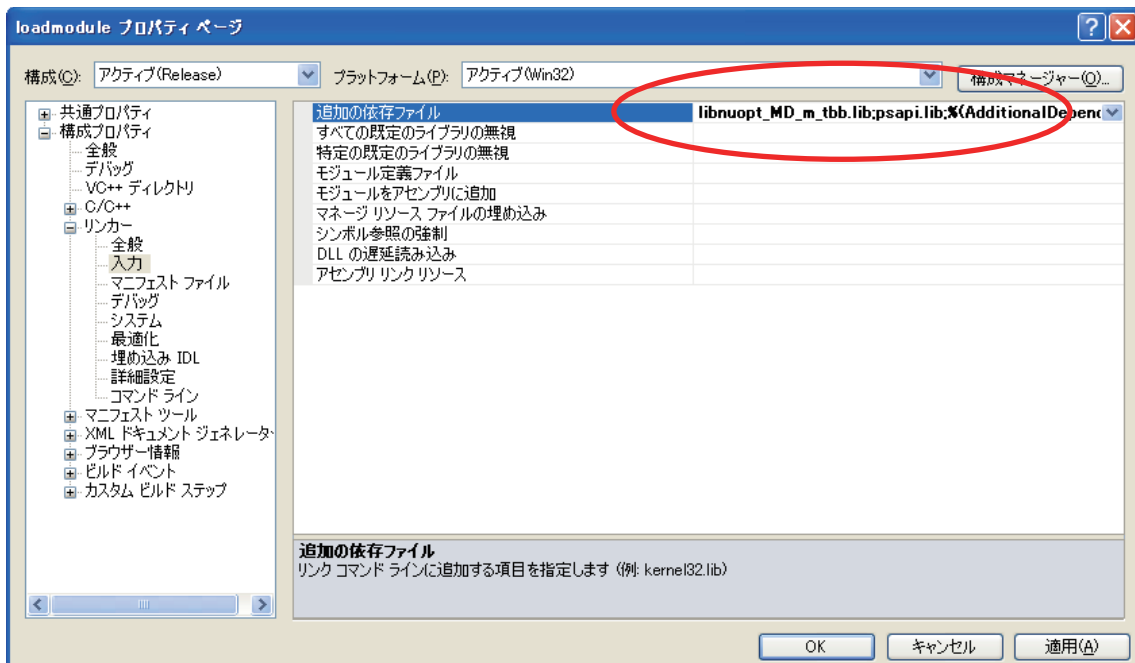 loadmodule プロパティ ページ
構成(C): アクティブ(Release) プラットフォーム(P): アクティブ(Win32) 構成マネージャー(O)...
共通プロパティ
構成プロパティ
全般
デバッグ
VC++ ディレクトリ
C/C++
リンカー
全般
入力
マニフェスト ファイル
デバッグ
システム
最適化
埋め込み IDL
詳細設定
コマンド ライン
マニフェスト ツール
XML ドキュメント ジェネレータ
ブラウザー情報
ビルド イベント
カスタム ビルド ステップ
追加の依存ファイル libnuopt_MD_m_tbb.lib;psapi.lib;%(AdditionalDepend
すべての既定のライブラリの無視
特定の既定のライブラリの無視
モジュール定義ファイル
モジュールをアセンブリに追加
マネージ リソース ファイルの埋め込み
シンボル参照の強制
DLL の遅延読み込み
アセンブリ リンク リソース
追加の依存ファイル
リンク コマンド ラインに追加する項目を指定します (例: kernel32.lib)
OK キャンセル 適用(A)